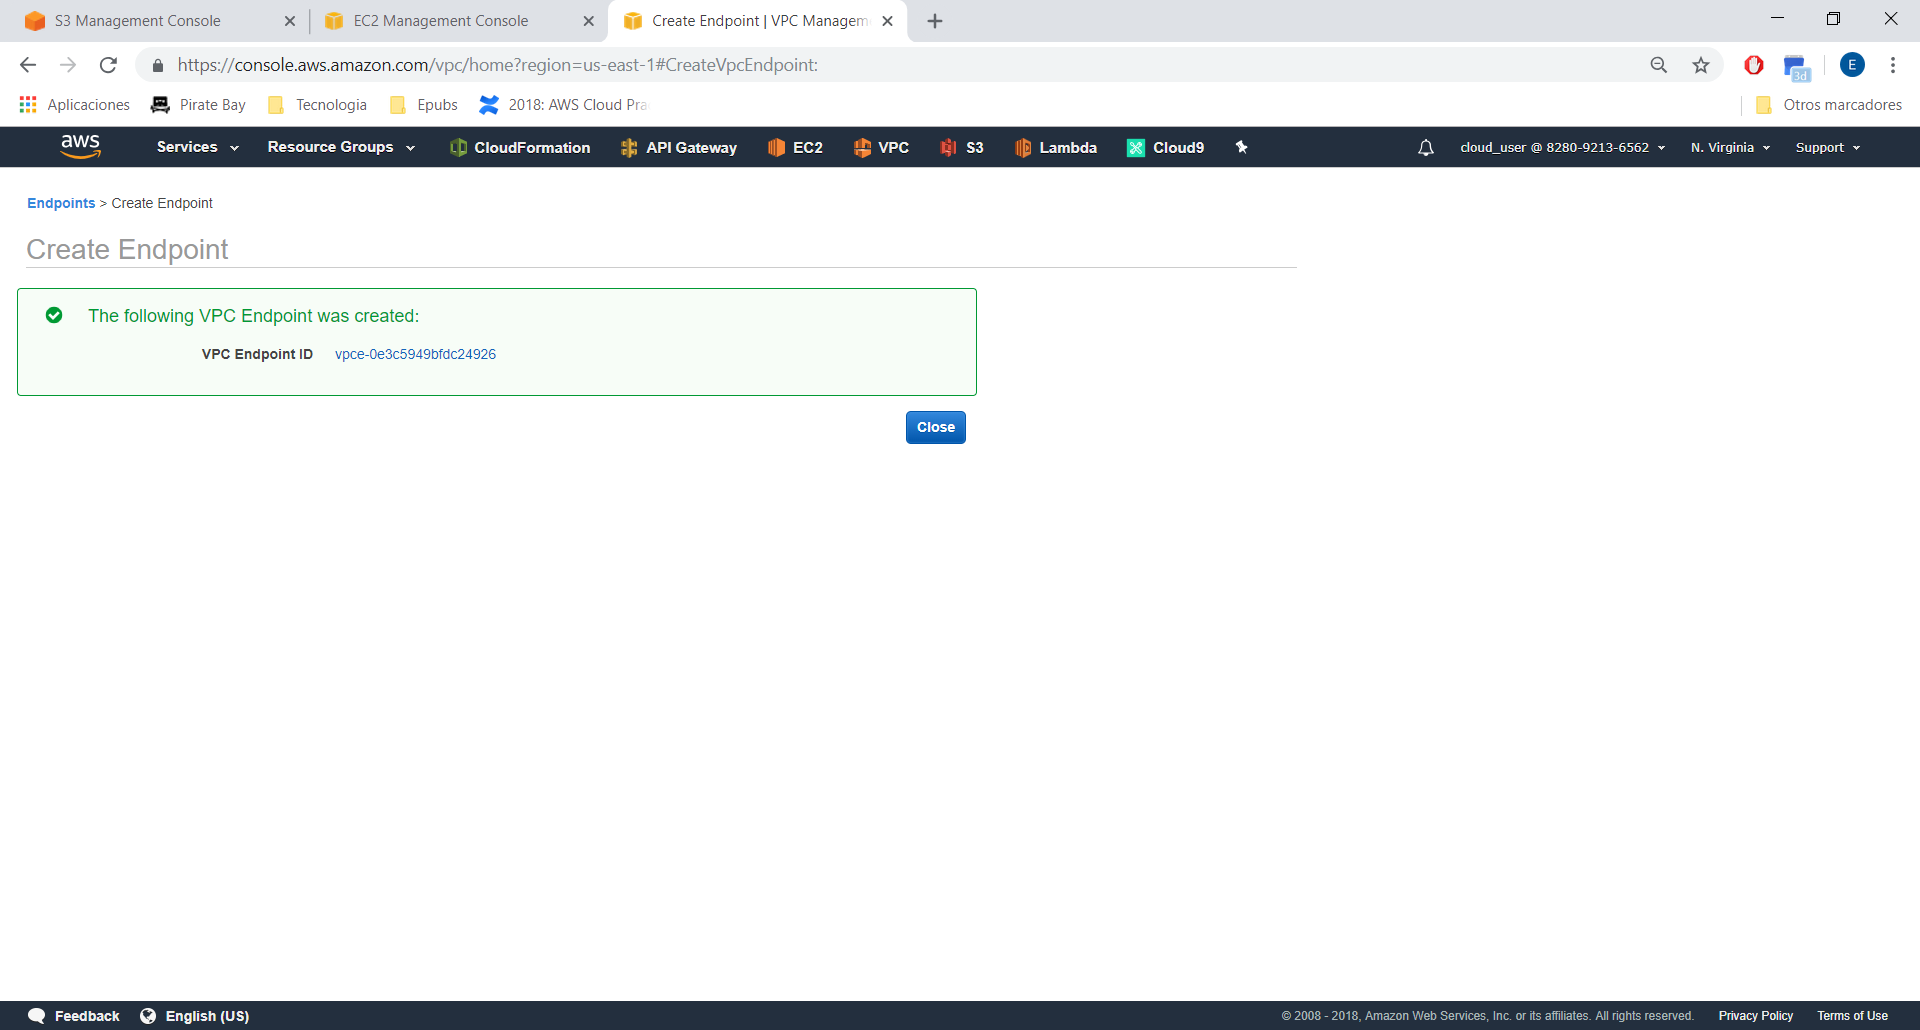 S3 Management Console
EC2 Management Console
Create Endpoint | VPC Managem
https://console.aws.amazon.com/vpc/home?region=us-east-1#CreateVpcEndpoint:
3d
E
Aplicaciones
Pirate Bay
Tecnologia
Epubs
2018: AWS Cloud Pra
Otros marcadores
aws
Services
Resource Groups
CloudFormation
API Gateway
EC2
VPC
S3
Lambda
Cloud9
cloud_user @ 8280-9213-6562
N. Virginia
Support
Endpoints > Create Endpoint
Create Endpoint
The following VPC Endpoint was created:
VPC Endpoint ID vpce-0e3c5949bfdc24926
Close
Feedback
English (US)
© 2008 - 2018, Amazon Web Services, Inc. or its affiliates. All rights reserved.
Privacy Policy
Terms of Use